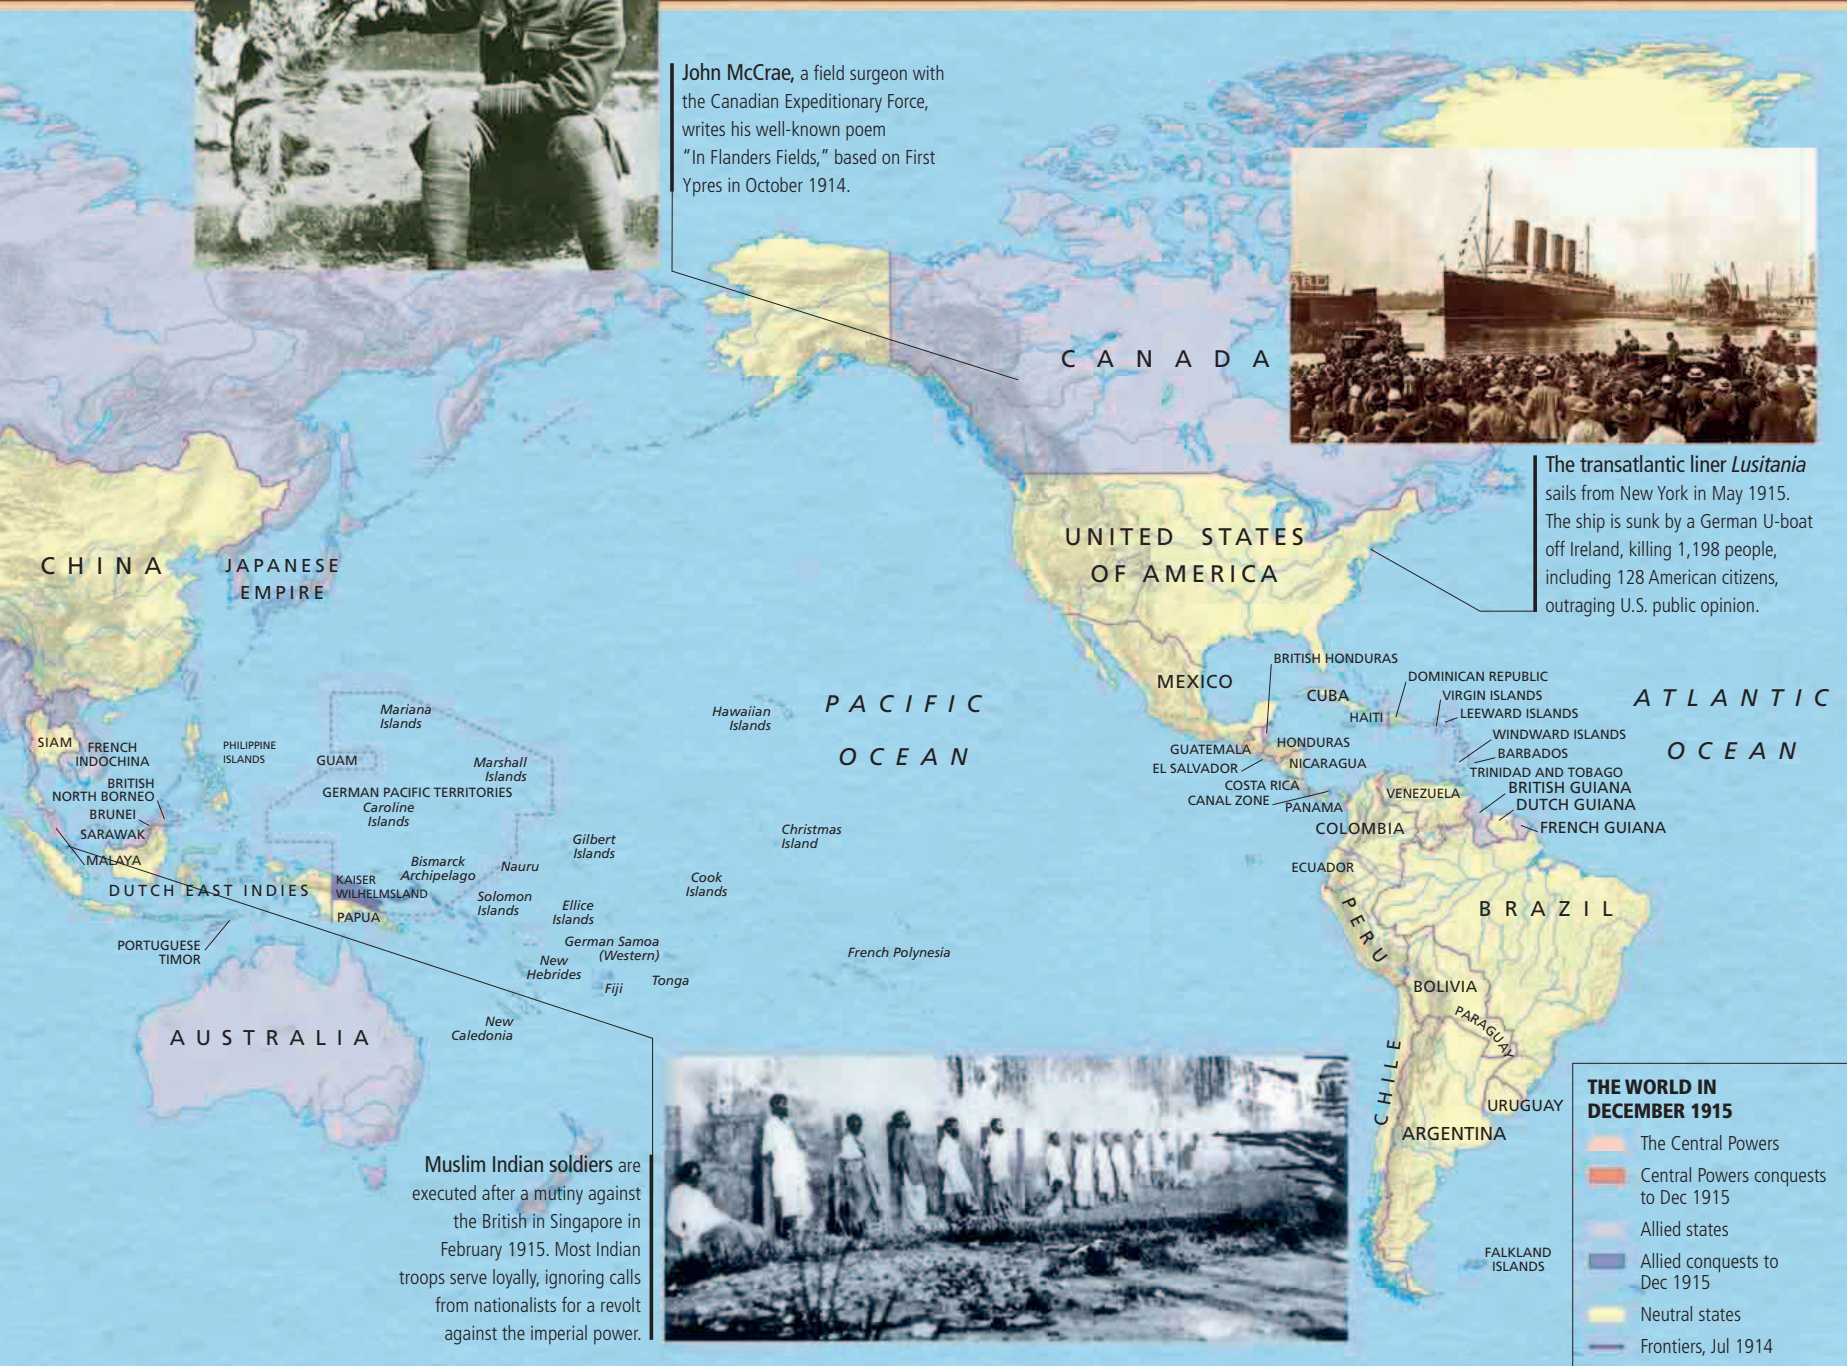 John McCrae, a field surgeon with
the Canadian Expeditionary Force,
writes his well-known poem
“In Flanders Fields,” based on First
Ypres in October 1914.
CANADA
The transatlantic liner Lusitania
sails from New York in May 1915.
The ship is sunk by a German U-boat
off Ireland, killing 1,198 people,
including 128 American citizens,
outraging U.S. public opinion.
CHINA
JAPANESE
EMPIRE
UNITED STATES
OF AMERICA
BRITISH HONDURAS
MEXICO
CUBA
DOMINICAN REPUBLIC
VIRGIN ISLANDS
HAITI
LEEWARD ISLANDS
WINDWARD ISLANDS
BARBADOS
TRINIDAD AND TOBAGO
ATLANTIC
OCEAN
PACIFIC
OCEAN
Mariana
Islands
Hawaiian
Islands
SIAM
FRENCH
INDOCHINA
PHILIPPINE
ISLANDS
GUAM
Marshall
Islands
GERMAN PACIFIC TERRITORIES
Caroline
Islands
GUATEMALA
HONDURAS
EL SALVADOR
NICARAGUA
COSTA RICA
CANAL ZONE
PANAMA
VENEZUELA
BRITISH GUIANA
DUTCH GUIANA
FRENCH GUIANA
COLOMBIA
BRITISH
NORTH BORNEO
BRUNEI
SARAWAK
MALAYA
DUTCH EAST INDIES
Gilbert
Islands
Christmas
Island
Bismarck
Archipelago
Nauru
KAISER
WILHELMSLAND
PAPUA
Solomon
Islands
Cook
Islands
Ellice
Islands
ECUADOR
PERU
BRAZIL
PORTUGUESE
TIMOR
German Samoa
(Western)
New
Hebrides
Fiji
Tonga
French Polynesia
BOLIVIA
PARAGUAY
AUSTRALIA
New
Caledonia
CHILE
URUGUAY
ARGENTINA
FALKLAND
ISLANDS
Muslim Indian soldiers are
executed after a mutiny against
the British in Singapore in
February 1915. Most Indian
troops serve loyally, ignoring calls
from nationalists for a revolt
against the imperial power.
THE WORLD IN
DECEMBER 1915
The Central Powers
Central Powers conquests
to Dec 1915
Allied states
Allied conquests to
Dec 1915
Neutral states
Frontiers, Jul 1914